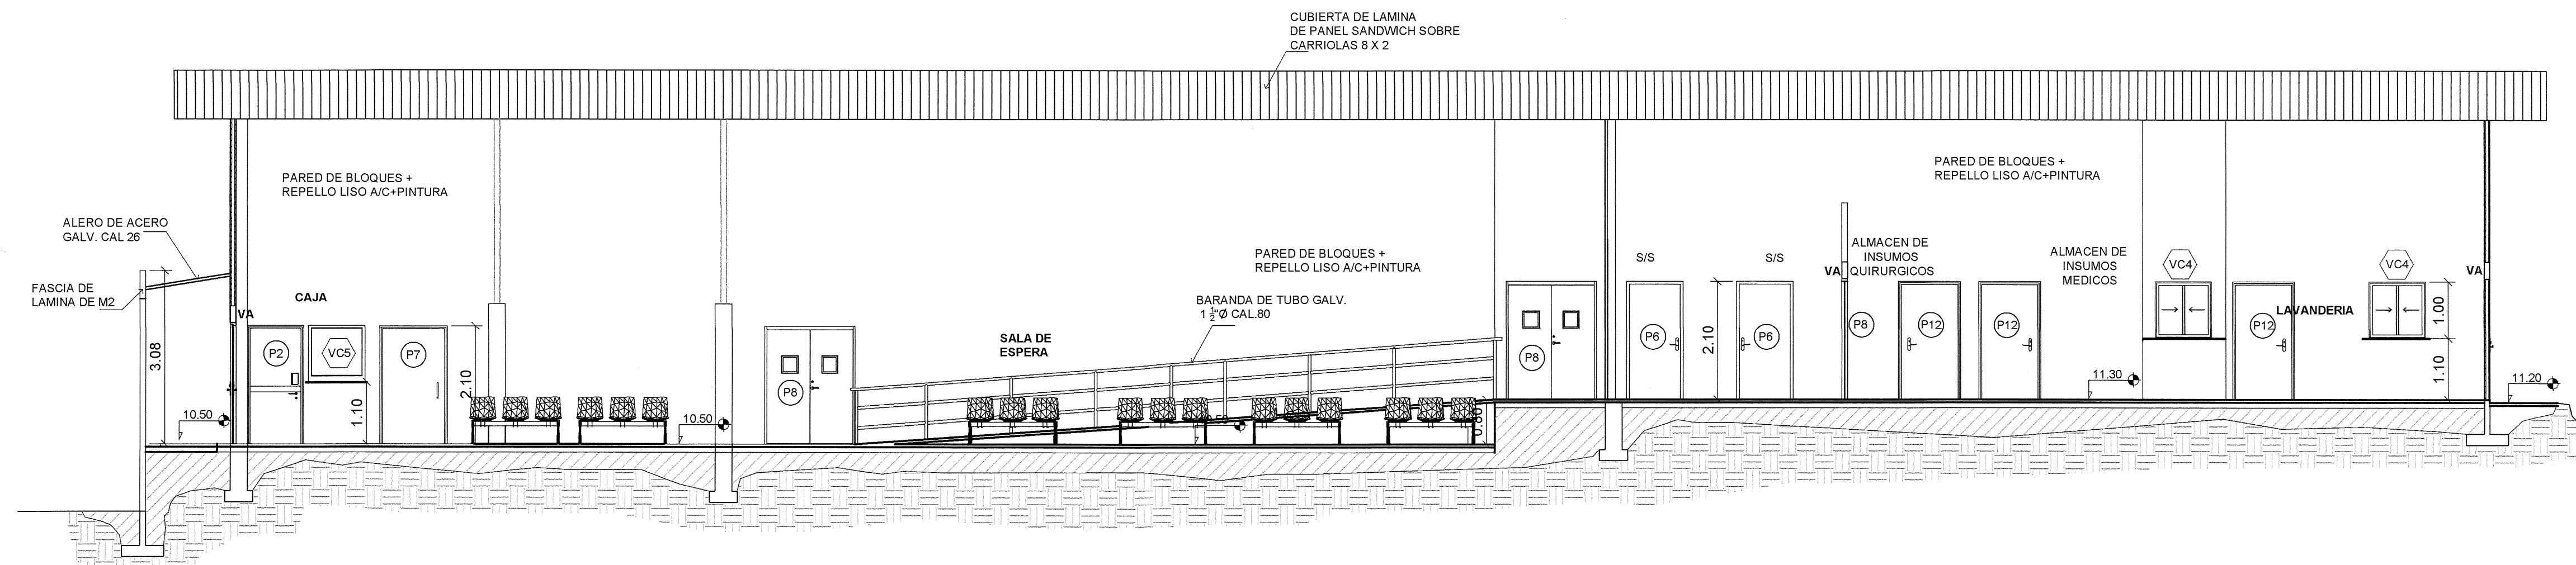 CUBIERTA DE LAMINA
DE PANEL SANDWICH SOBRE
CARRIOLAS 8 X 2
PARED DE BLOQUES +
REPELLO LISO A/C+PINTURA
PARED DE BLOQUES +
REPELLO LISO A/C+PINTURA
ALERO DE ACERO
GALV. CAL 26
FASCIA DE
LAMINA DE M2
3.08
10.50
VA
CAJA
P2
VC5
1.10
P7
2.10
10.50
P8
SALA DE
ESPERA
PARED DE BLOQUES +
REPELLO LISO A/C+PINTURA
BARANDA DE TUBO GALV.
1 ½"Ø CAL.80
0.80
P8
S/S
P6
2.10
S/S
P6
VA
P8
ALMACEN DE
INSUMOS
QUIRURGICOS
P12
P12
ALMACEN DE
INSUMOS
MEDICOS
11.30
VC4
P12
LAVANDERIA
VC4
1.00
1.10
VA
11.20